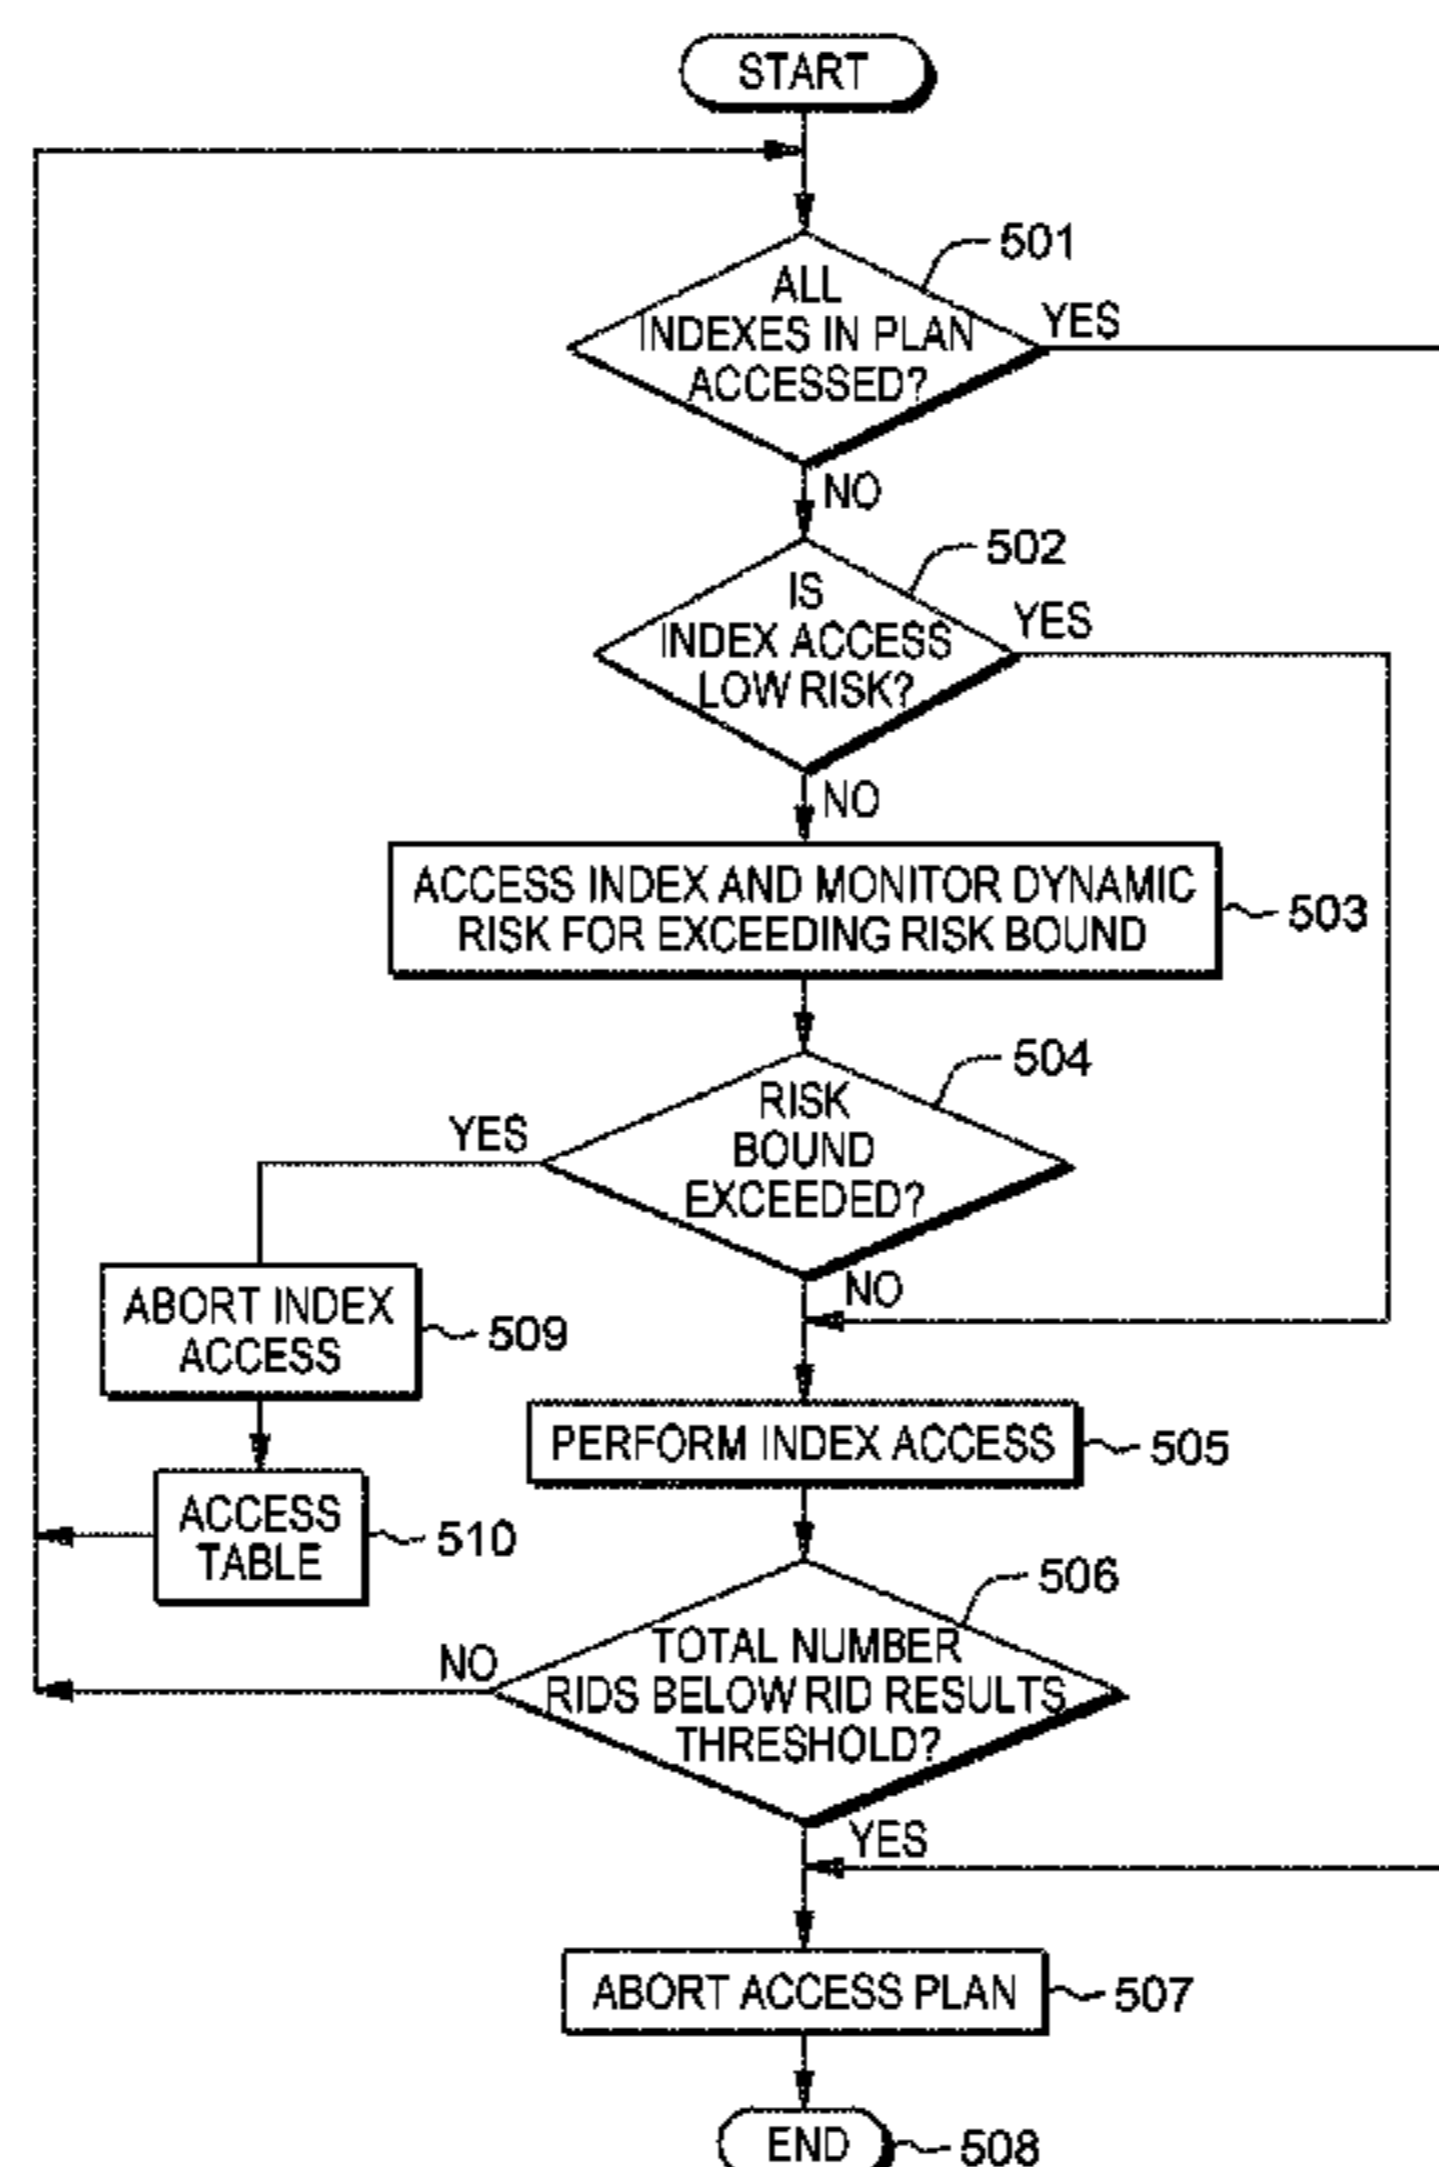 START
501
ALL
INDEXES IN PLAN
ACCESSED?
YES
NO
502
IS
INDEX ACCESS
LOW RISK?
YES
NO
ACCESS INDEX AND MONITOR DYNAMIC
RISK FOR EXCEEDING RISK BOUND
503
504
RISK
BOUND
EXCEEDED?
YES
NO
ABORT INDEX
ACCESS
509
PERFORM INDEX ACCESS
505
ACCESS
TABLE
510
506
TOTAL NUMBER
RIDS BELOW RID RESULTS
THRESHOLD?
NO
YES
ABORT ACCESS PLAN
507
END
508